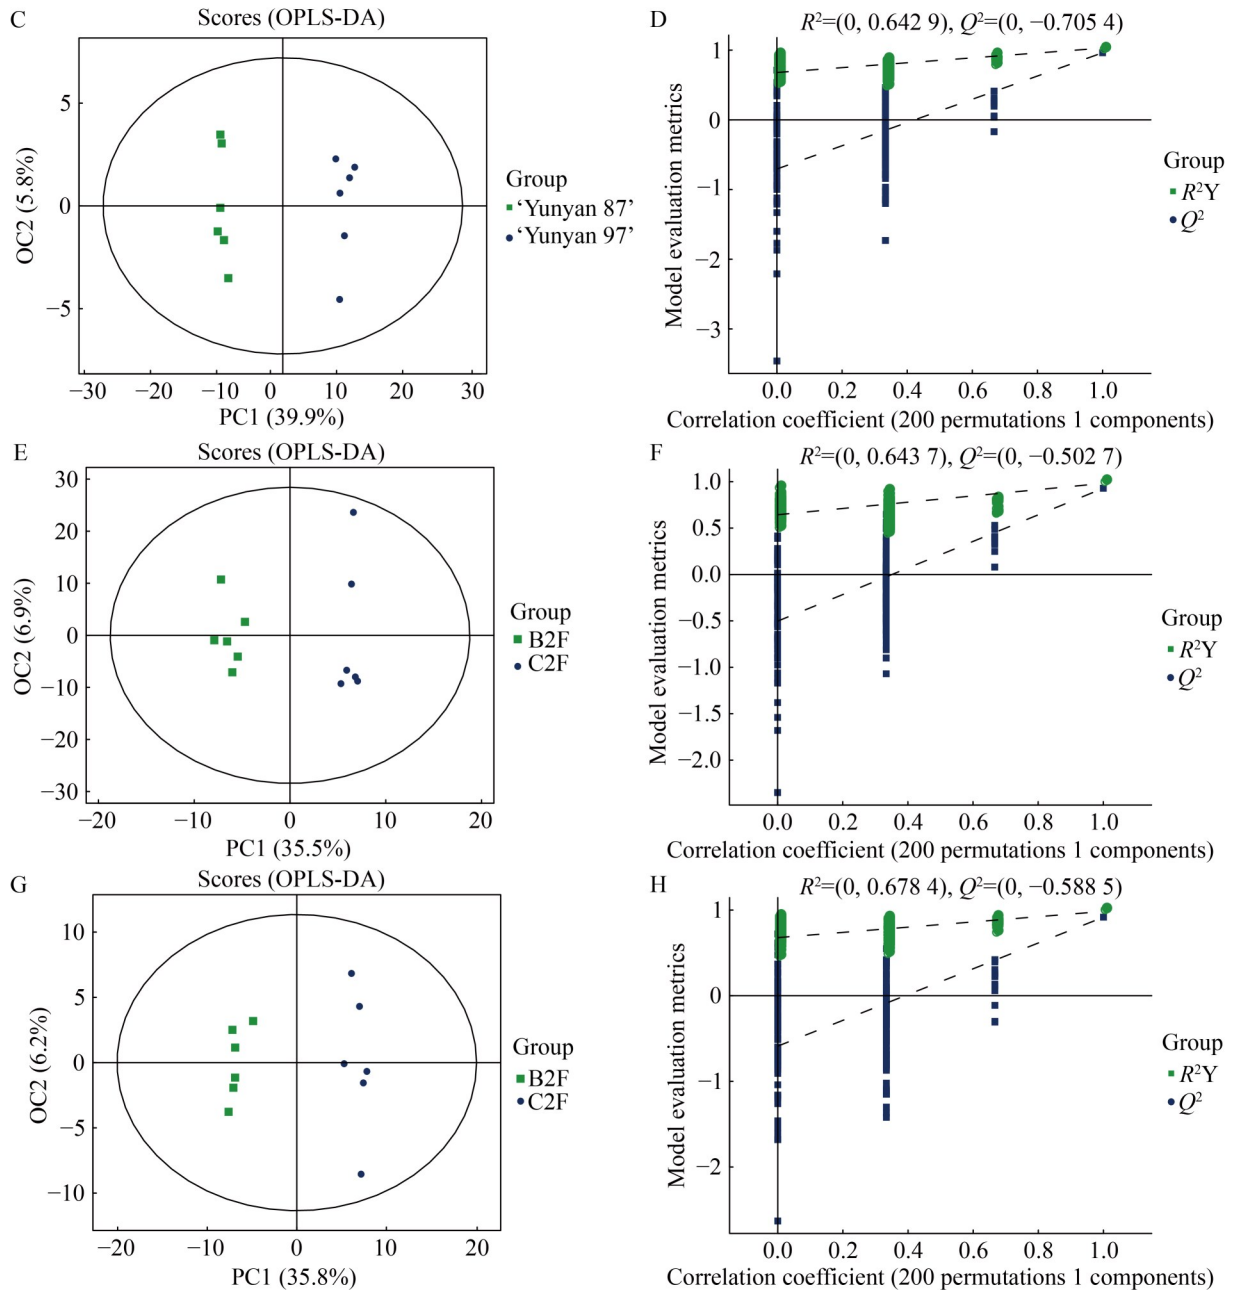 C
Scores (OPLS-DA)
5
0
−5
OC2 (5.8%)
−30
−20
−10
0
10
20
30
PC1 (39.9%)
Group
‘Yunyan 87’
‘Yunyan 97’
D
R²=(0, 0.642 9), Q²=(0, −0.705 4)
1
0
−1
−2
−3
Model evaluation metrics
0.0
0.2
0.4
0.6
0.8
1.0
Correlation coefficient (200 permutations 1 components)
Group
R²Y
Q²
E
Scores (OPLS-DA)
30
20
10
0
−10
−20
−30
OC2 (6.9%)
−20
−10
0
10
20
PC1 (35.5%)
Group
B2F
C2F
F
R²=(0, 0.643 7), Q²=(0, −0.502 7)
1.0
0.5
0.0
−0.5
−1.0
−1.5
−2.0
Model evaluation metrics
0.0
0.2
0.4
0.6
0.8
1.0
Correlation coefficient (200 permutations 1 components)
Group
R²Y
Q²
G
Scores (OPLS-DA)
10
5
0
−5
−10
OC2 (6.2%)
−20
−10
0
10
20
PC1 (35.8%)
Group
B2F
C2F
H
R²=(0, 0.678 4), Q²=(0, −0.588 5)
1
0
−1
−2
Model evaluation metrics
0.0
0.2
0.4
0.6
0.8
1.0
Correlation coefficient (200 permutations 1 components)
Group
R²Y
Q²